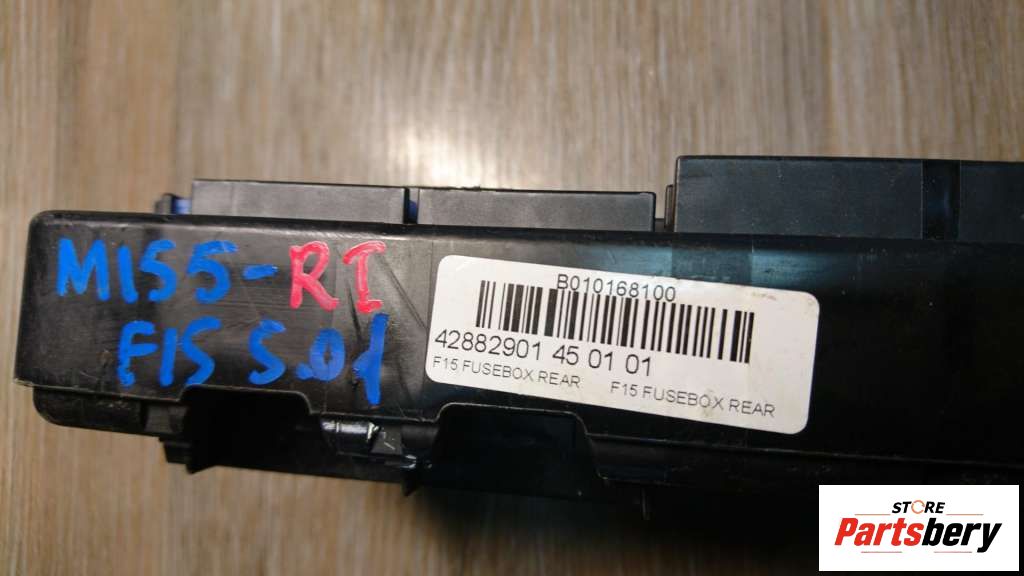 M155-RI
F15 5.01
B010168100
42882901 45 01 01
F15 FUSEBOX REAR F15 FUSEBOX REAR
STORE
Partsbery